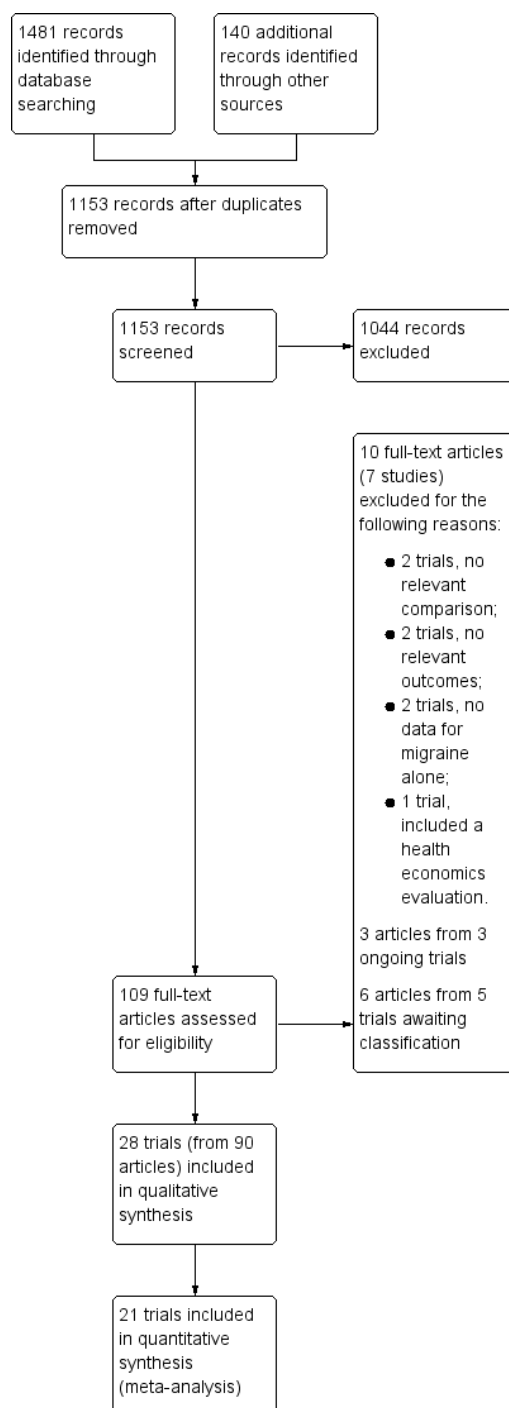 1481 records
identified through
database
searching
140 additional
records identified
through other
sources
1153 records after duplicates
removed
1153 records
screened
1044 records
excluded
10 full-text articles
(7 studies)
excluded for the
following reasons:
● 2 trials, no
relevant
comparison;
● 2 trials, no
relevant
outcomes;
● 2 trials, no
data for
migraine
alone;
● 1 trial,
included a
health
economics
evaluation.
3 articles from 3
ongoing trials
6 articles from 5
trials awaiting
classification
109 full-text
articles assessed
for eligibility
28 trials (from 90
articles) included
in qualitative
synthesis
21 trials included
in quantitative
synthesis
(meta-analysis)